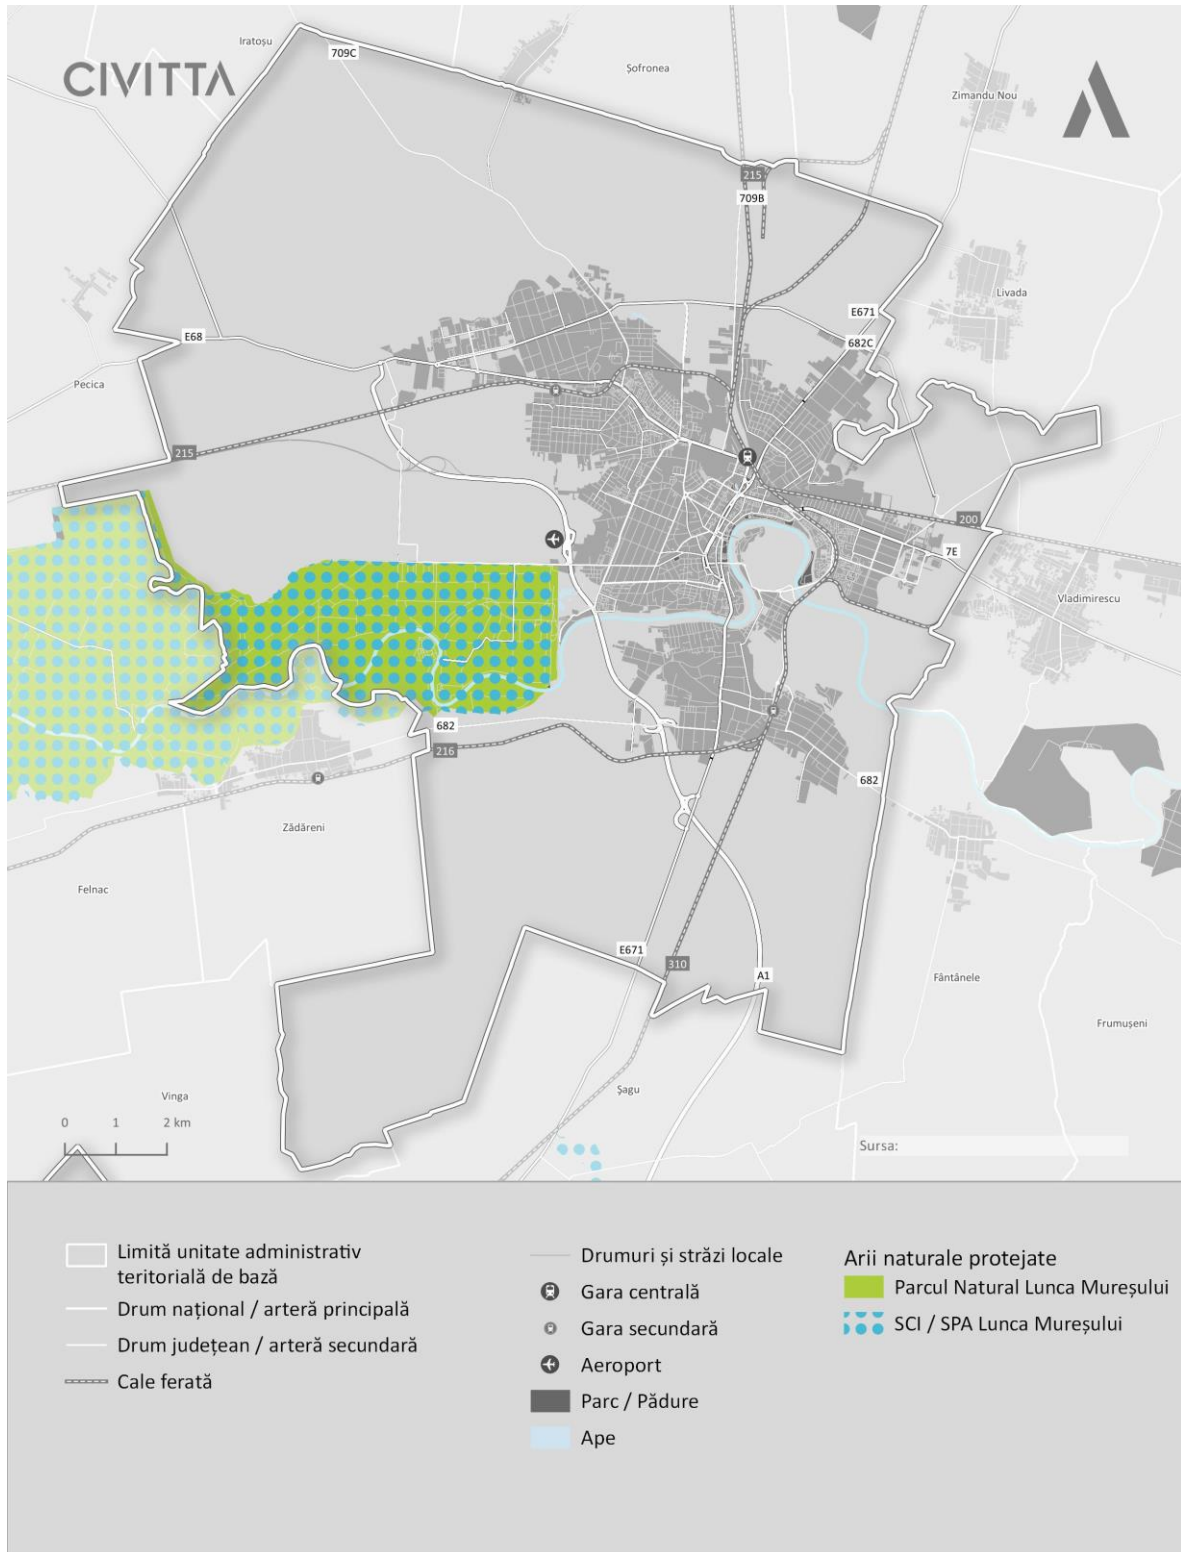 Iratoșu
709C
CIVITTA
Șofronea
Zimandu Nou
215
709B
Livada
E671
E68
682C
Pecica
215
200
7E
Vladimirescu
682
216
682
Zădăreni
Felnac
E671
310
A1
Fântânele
Frumușeni
Șagu
Vinga
0 1 2 km
Sursa:
Limită unitate administrativ
teritorială de bază
Drum național / arteră principală
Drum județean / arteră secundară
Cale ferată
Drumuri și străzi locale
Gara centrală
Gara secundară
Aeroport
Parc / Pădure
Ape
Arii naturale protejate
Parcul Natural Lunca Mureșului
SCI / SPA Lunca Mureșului